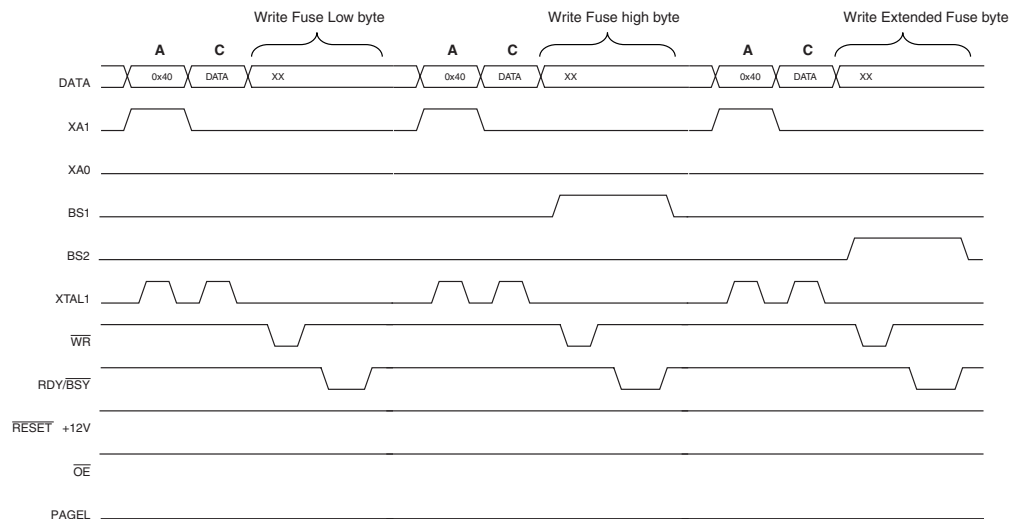 Write Fuse Low byte Write Fuse high byte Write Extended Fuse byte
A C A C A C
DATA 0x40 DATA XX 0x40 DATA XX 0x40 DATA XX
XA1
XA0
BS1
BS2
XTAL1
WR
RDY/BSY
RESET +12V
OE
PAGEL